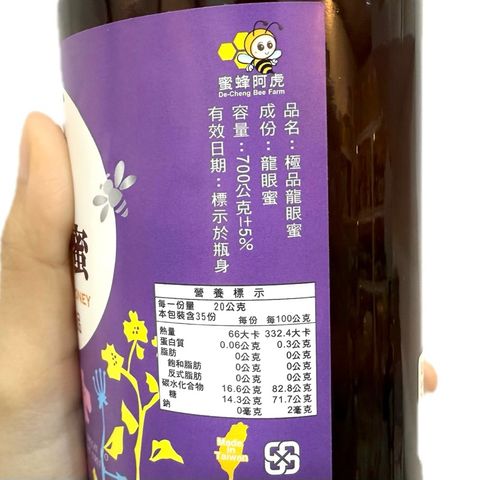 蜜蜂阿虎
De-Cheng Bee Farm
品名：極品龍眼蜜
成份：龍眼蜜
容量：700公克±5%
有效日期：標示於瓶身
蜜
NEY
營養標示
每一份量 20公克
本包裝含35份
每份 每100公克
熱量 66大卡 332.4大卡
蛋白質 0.06公克 0.3公克
脂肪 0公克 0公克
飽和脂肪 0公克 0公克
反式脂肪 0公克 0公克
碳水化合物 16.6公克 82.8公克
糖 14.3公克 71.7公克
鈉 0毫克 2毫克
Made in Taiwan